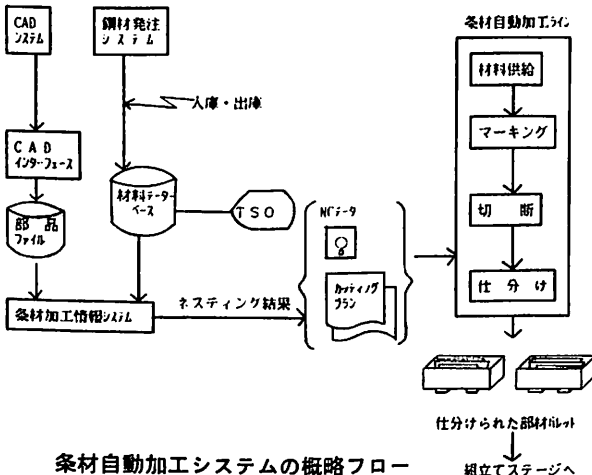 CAD
システム
鋼材発注
システム
入庫・出庫
CAD
インターフェース
部品
ファイル
材料データー
ベース
TSO
条材加工情報システム
ネスティング結果
NCデータ
カッティング
プラン
条材自動加工ライン
材料供給
マーキング
切断
仕分け
仕分けられた部材パレット
組立てステージへ
条材自動加工システムの概略フロー